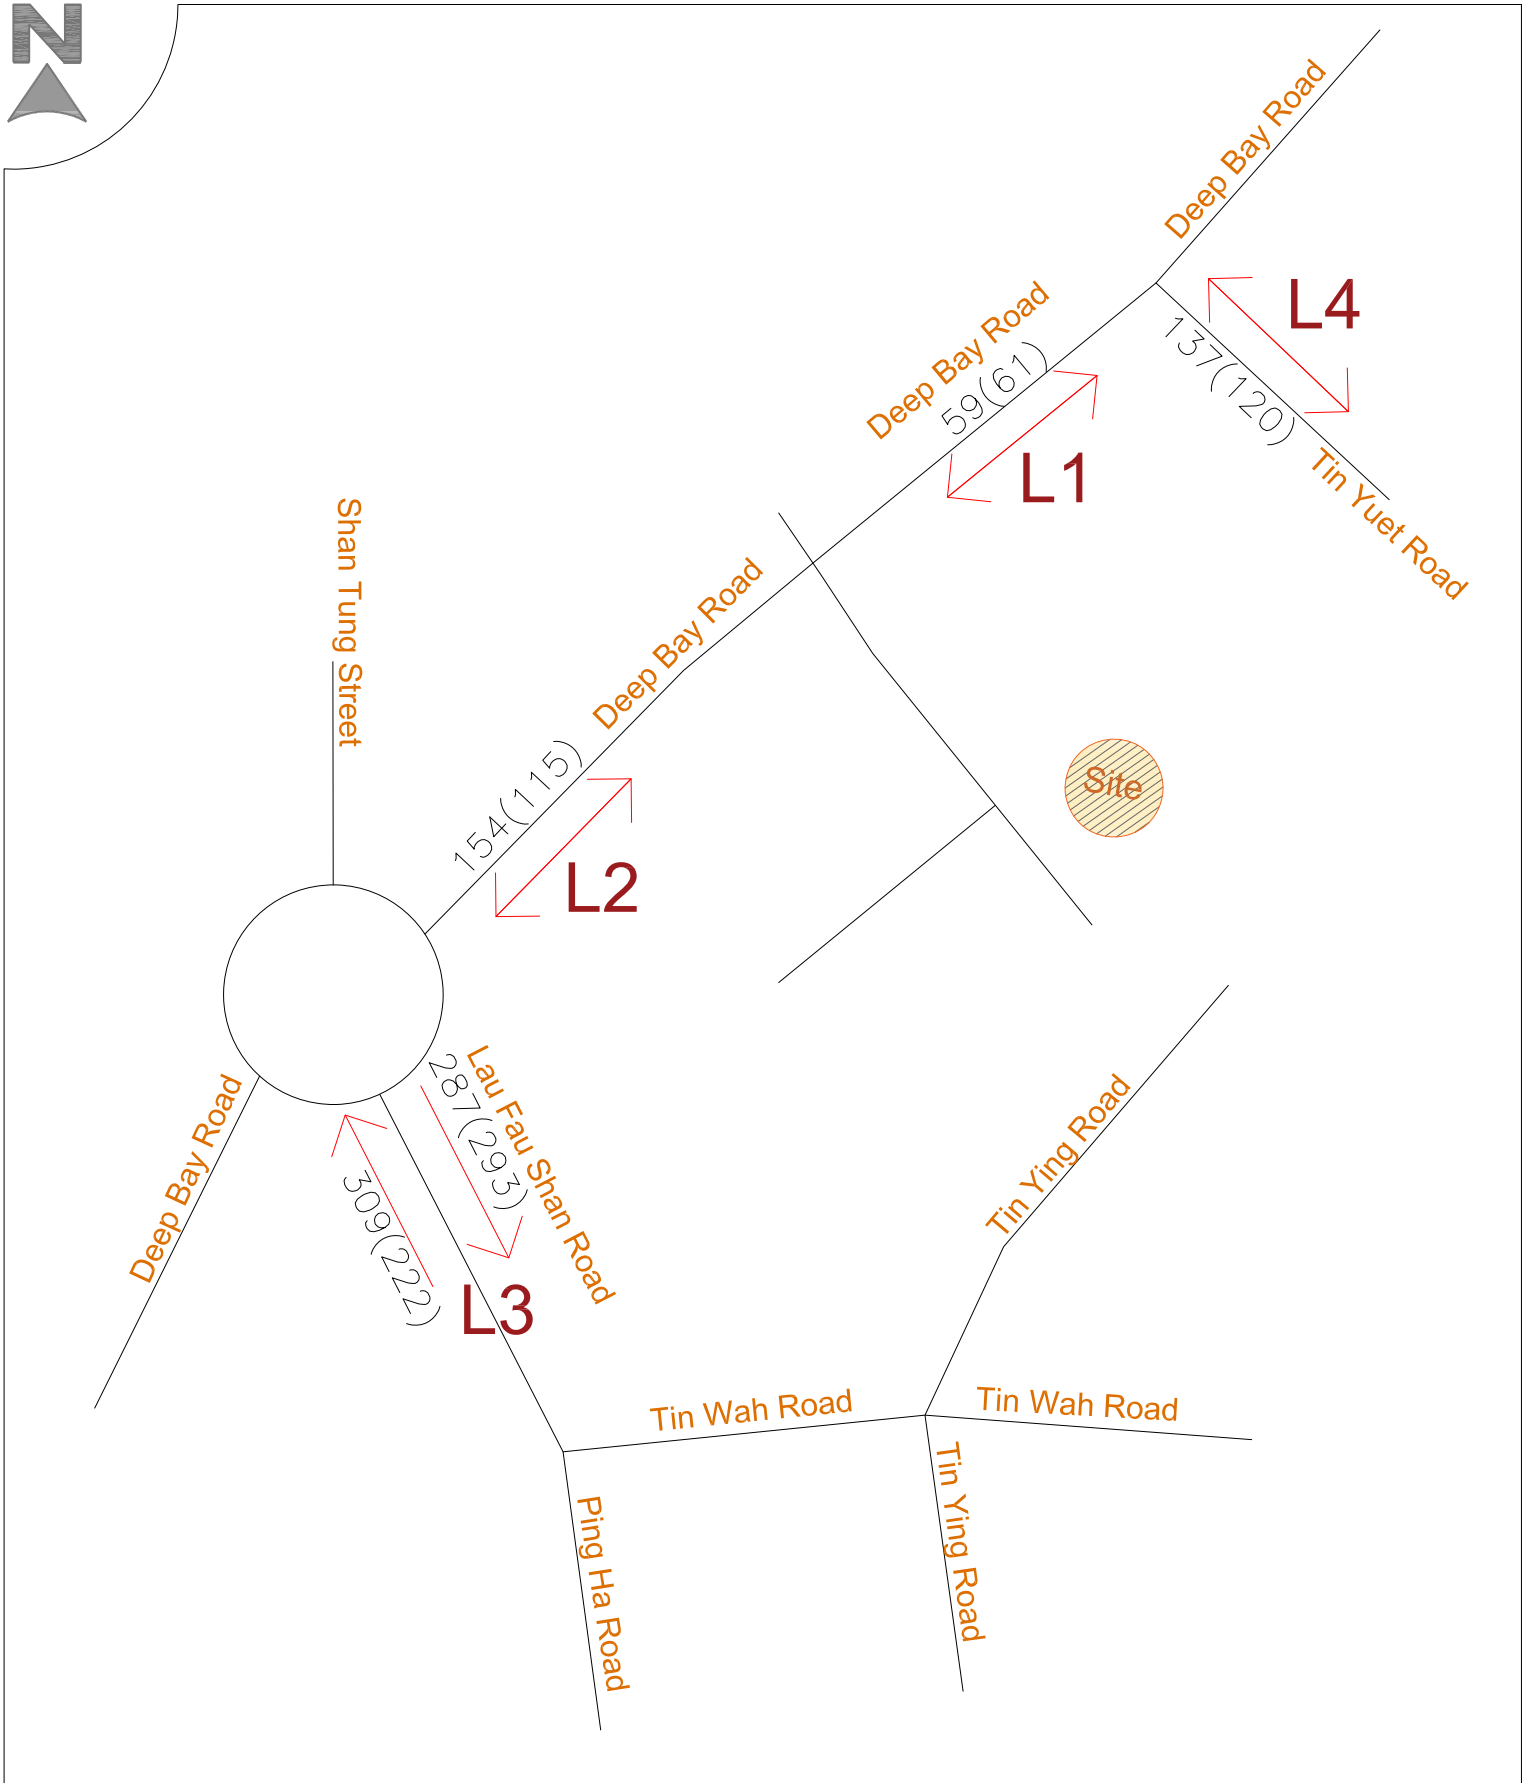 N
Deep Bay Road
L4
Deep Bay Road
59(61)
137(120)
L1
Tin Yuet Road
Shan Tung Street
Deep Bay Road
154(115)
Site
L2
Lau Fau Shan Road
287(293)
Deep Bay Road
309(222)
L3
Tin Ying Road
Tin Wah Road
Tin Wah Road
Tin Ying Road
Ping Ha Road